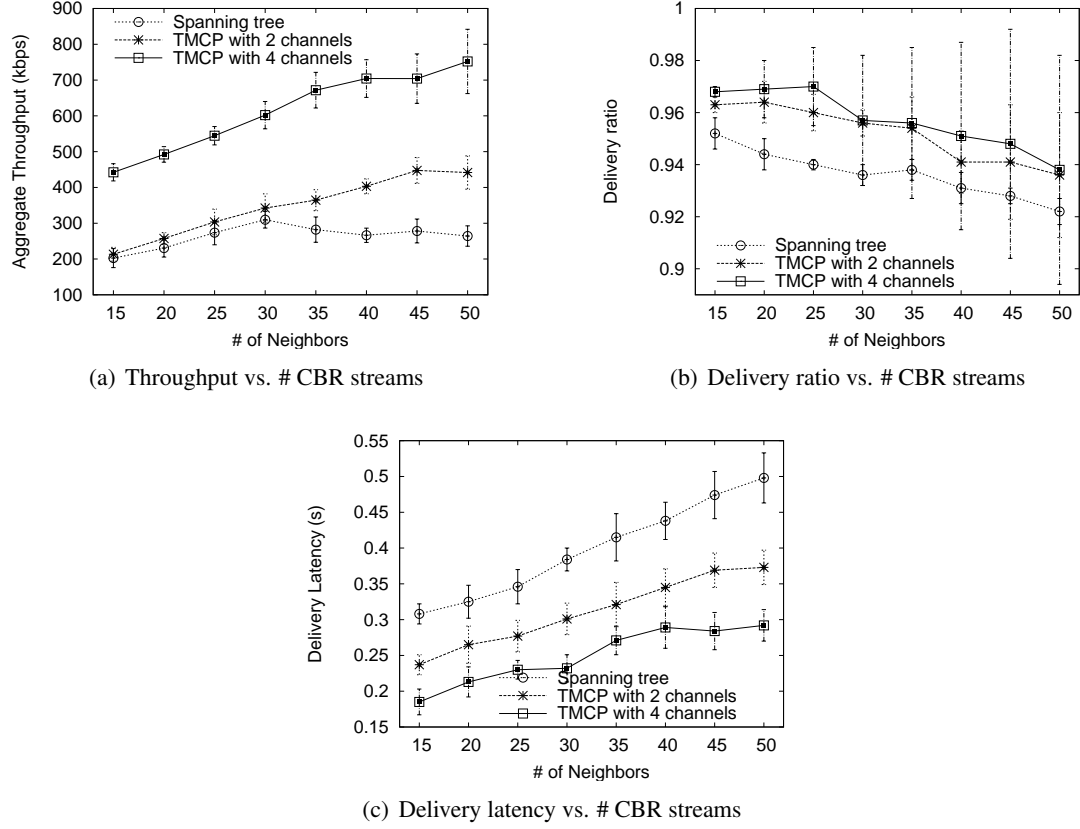 900
800
700
600
500
400
300
200
100
Aggregate Throughput (kbps)
Spanning tree
TMCP with 2 channels
TMCP with 4 channels
15 20 25 30 35 40 45 50
# of Neighbors
(a) Throughput vs. # CBR streams
1
0.98
0.96
0.94
0.92
0.9
Delivery ratio
Spanning tree
TMCP with 2 channels
TMCP with 4 channels
15 20 25 30 35 40 45 50
# of Neighbors
(b) Delivery ratio vs. # CBR streams
0.55
0.5
0.45
0.4
0.35
0.3
0.25
0.2
0.15
Delivery Latency (s)
Spanning tree
TMCP with 2 channels
TMCP with 4 channels
15 20 25 30 35 40 45 50
# of Neighbors
(c) Delivery latency vs. # CBR streams